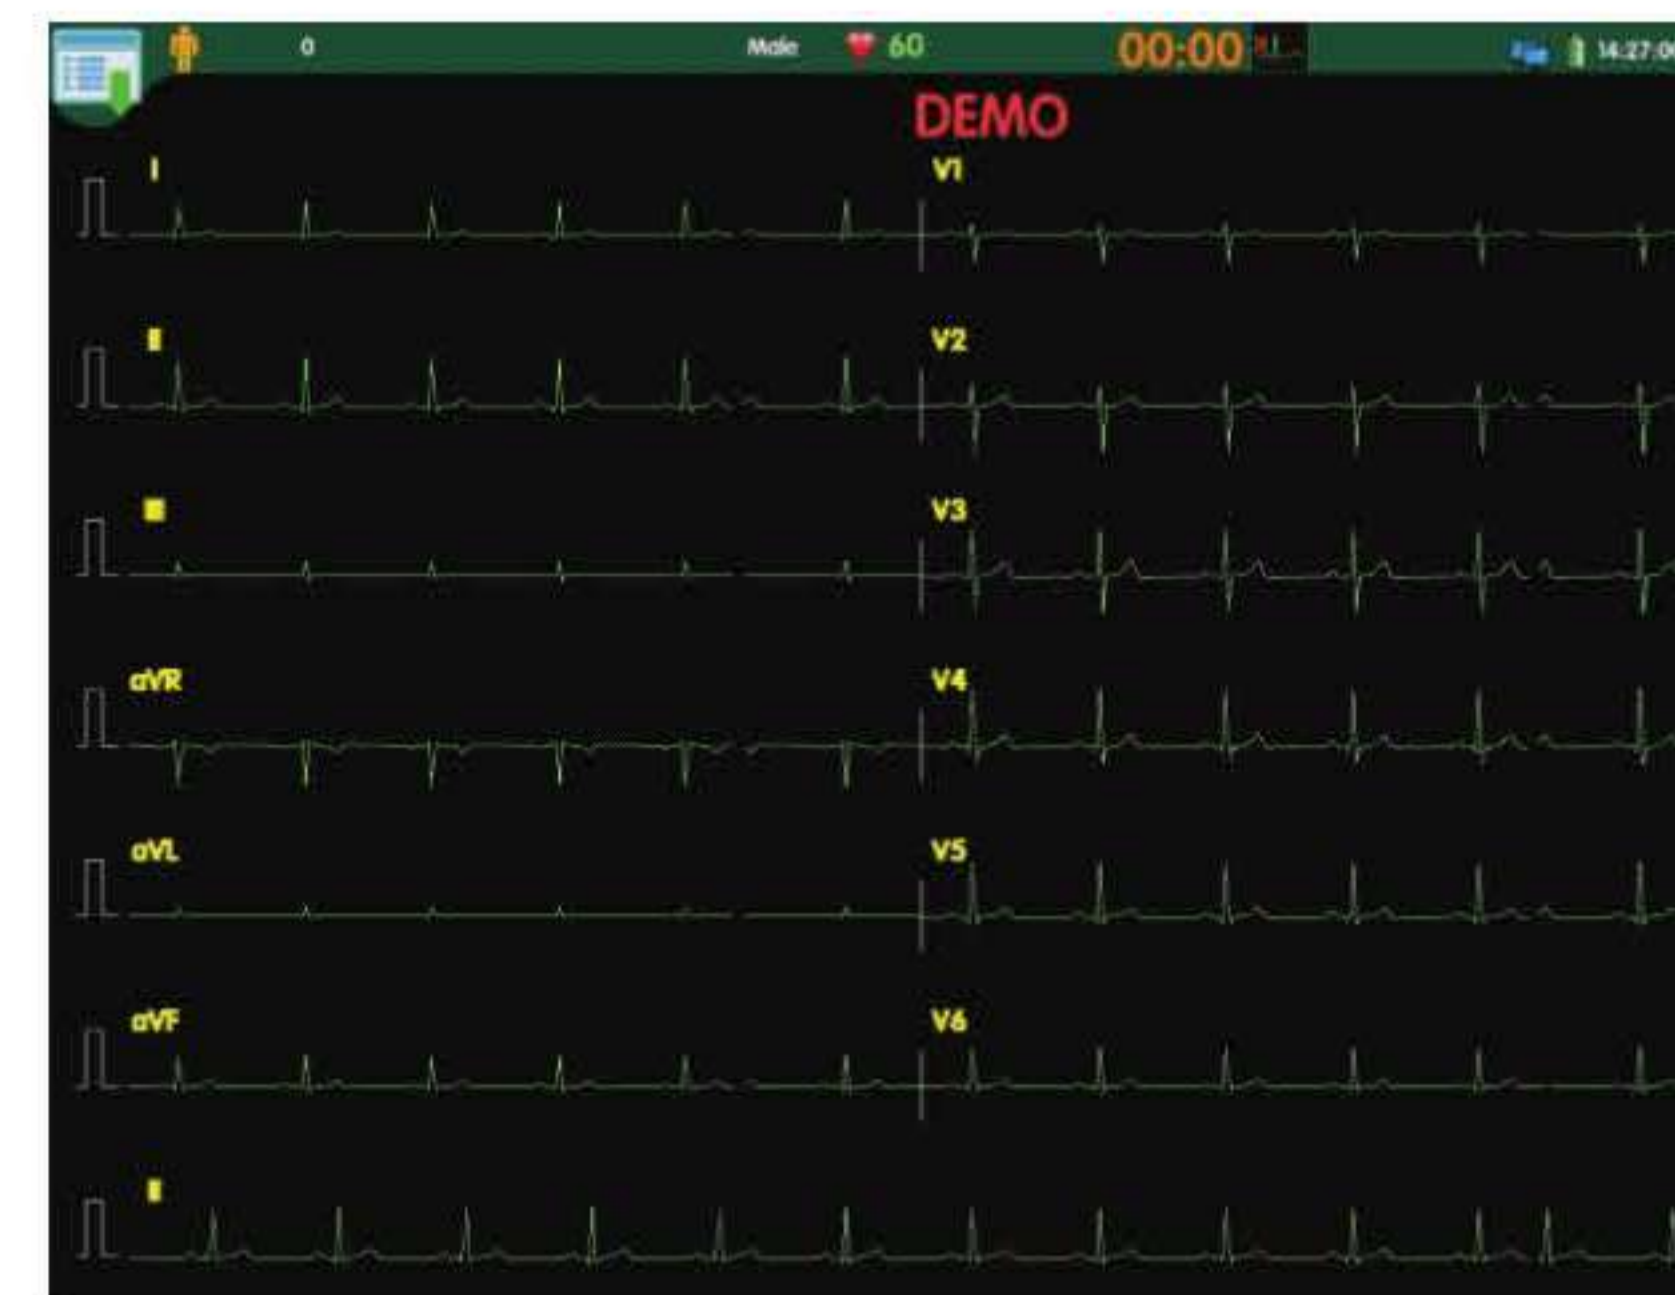 0 Male 60 00:00 14:27:0
DEMO
I V1
II V2
III V3
aVR V4
aVL V5
aVF V6
II